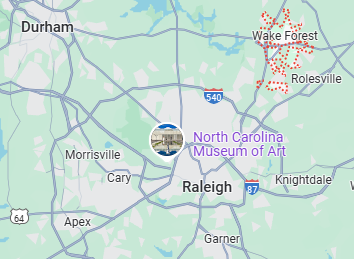 Durham
Wake Forest
Rolesville
540
North Carolina
Museum of Art
Morrisville
Cary
Raleigh
87
Knightdale
W
64
Apex
Garner